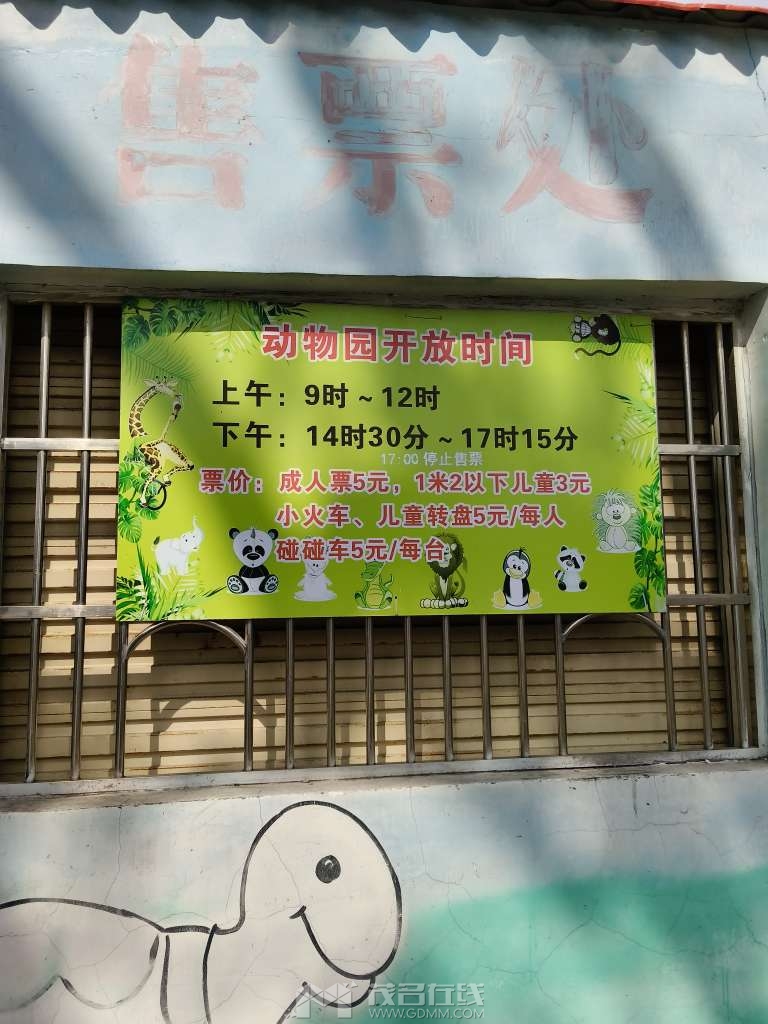 售票处
动物园开放时间
上午：9时~12时
下午：14时30分~17时15分
17:00 停止售票
票价：成人票5元，1米2以下儿童3元
小火车、儿童转盘5元/每人
碰碰车5元/每台
茂名在线
WWW.GDMM.COM